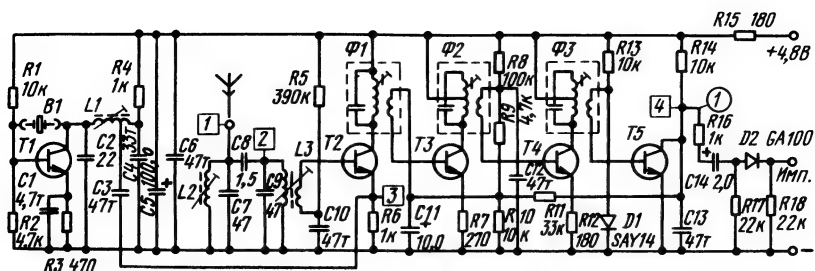 R15 180
+4,8В
Ф1
Ф2
Ф3
R1
10к
B1
L1
R4
1к
R5
390к
R8
100к
R9
4,7к
R13
10к
R14
10к
4
1
R16
1к
D2 GA100
Имп.
T1
C2
22
C4 33т
C5 100,0
+
C6
47т
1
C8
1,5
2
L3
T2
T3
T4
T5
C12
47т
C14 2,0
+
C1
4,7т
C3
47т
L2
C7
47
C9
47
C10
47т
3
R2
4,7к
R3 470
R6
1к
C11
+
10,0
R7
270
R10
10к
R11
33к
R12
180
D1
SAY14
C13
47т
R17
22к
R18
22к
−